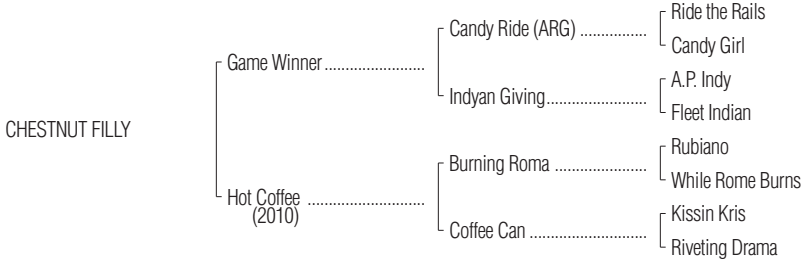 CHESTNUT FILLY
Game Winner........................
Hot Coffee ............................
(2010)
Candy Ride (ARG) ................
Indyan Giving........................
Burning Roma ......................
Coffee Can ............................
Ride the Rails
Candy Girl
A.P. Indy
Fleet Indian
Rubiano
While Rome Burns
Kissin Kris
Riveting Drama